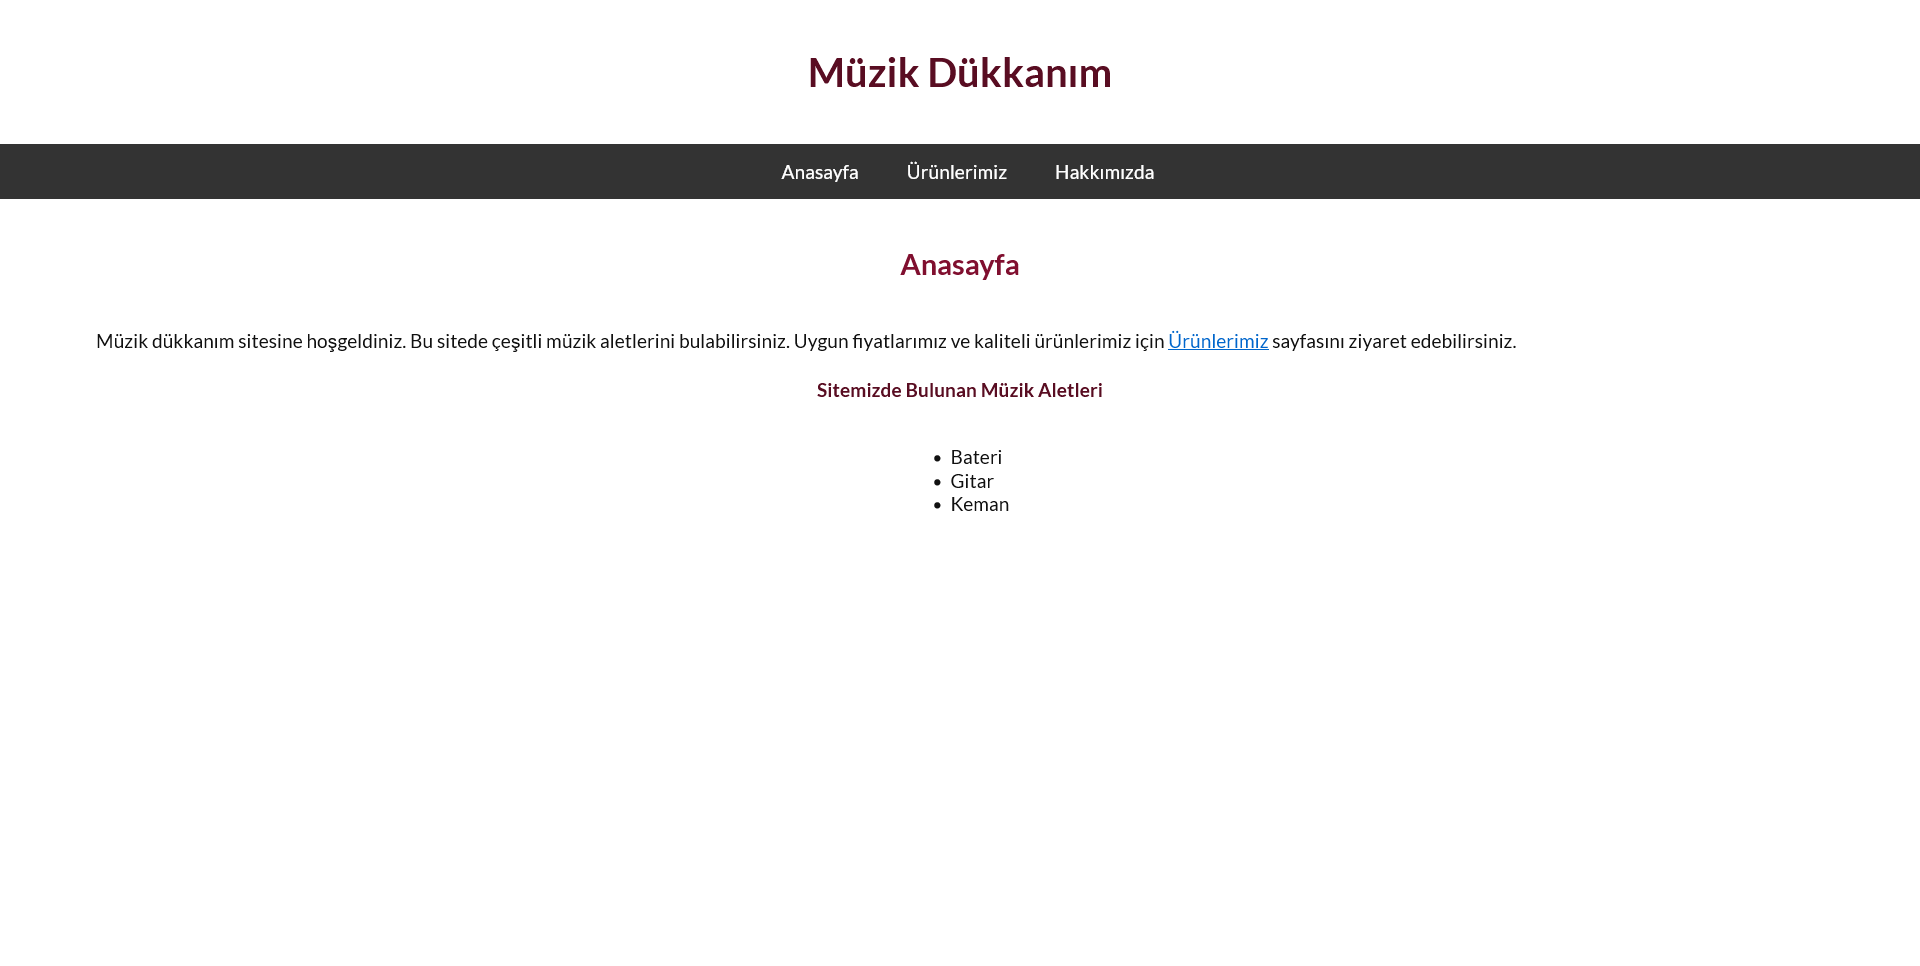 Müzik Dükkanım
Anasayfa Ürünlerimiz Hakkımızda
Anasayfa
Müzik dükkanım sitesine hoşgeldiniz. Bu sitede çeşitli müzik aletlerini bulabilirsiniz. Uygun fiyatlarımız ve kaliteli ürünlerimiz için Ürünlerimiz sayfasını ziyaret edebilirsiniz.
Sitemizde Bulunan Müzik Aletleri
• Bateri
• Gitar
• Keman